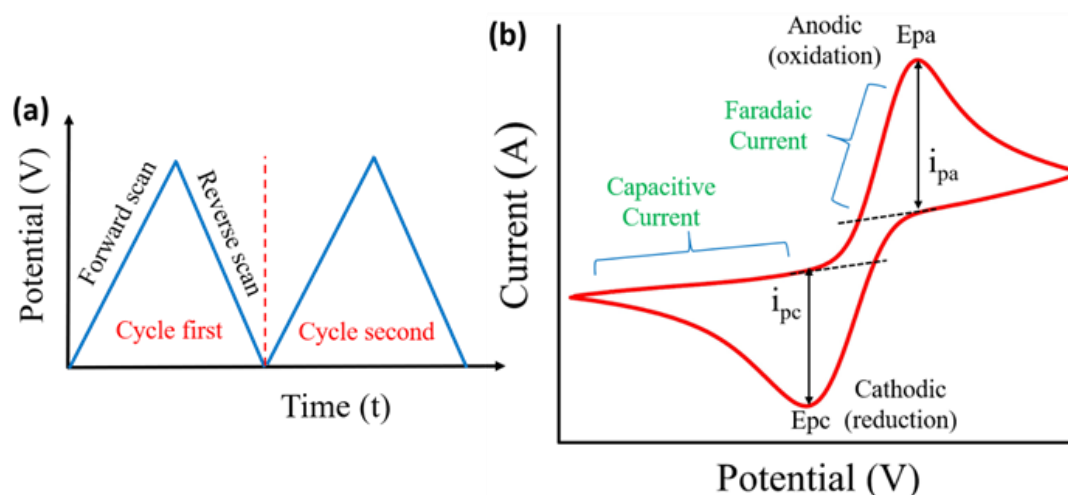 (a)
Potential (V)
Forward scan
Reverse scan
Cycle first
Cycle second
Time (t)
(b)
Current (A)
Anodic
(oxidation)
Epa
Faradaic
Current
Capacitive
Current
ipa
ipc
Epc
Cathodic
(reduction)
Potential (V)